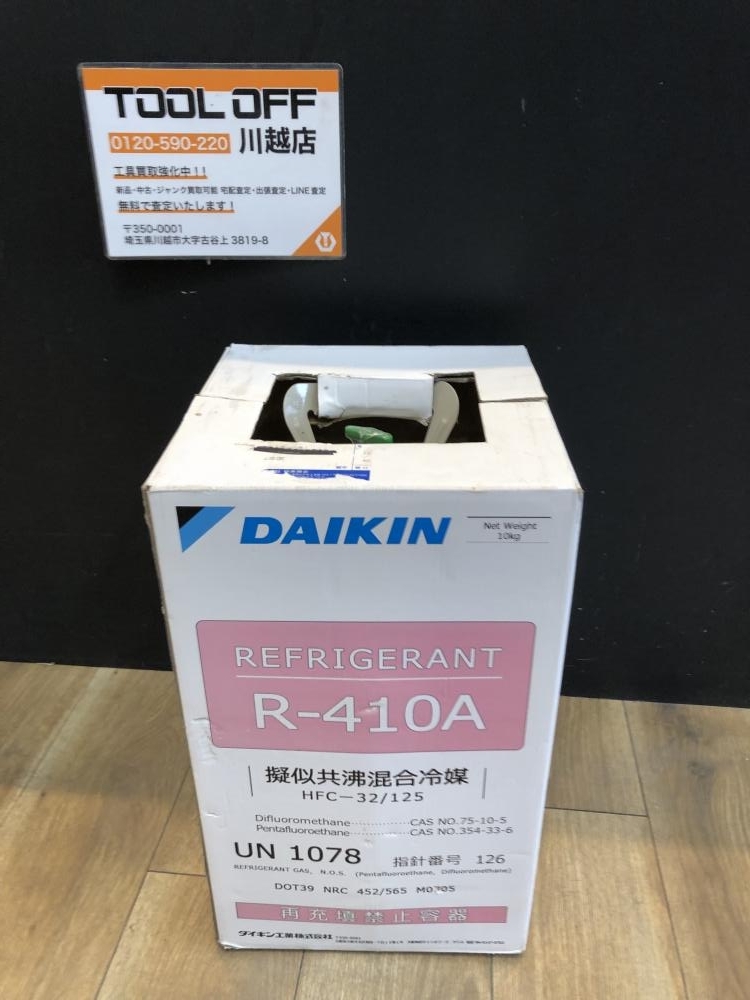 TOOL OFF
0120-590-220 川越店
工具買取強化中!!
新品・中古・ジャンク買取可能 宅配査定・出張査定・LINE査定
無料で査定いたします!
〒350-0001
埼玉県川越市大字古谷上 3819-8
DAIKIN
Net Weight
10kg
REFRIGERANT
R-410A
擬似共沸混合冷媒
HFC-32/125
Difluoromethane··············CAS NO.75-10-5
Pentafluoroethane··············CAS NO.354-33-6
UN 1078 指針番号 126
REFRIGERANT GAS, N.O.S. (Pentafluoroethane, Difluoromethane)
DOT39 NRC 452/565 M0705
再充填禁止容器
ダイキン工業株式会社